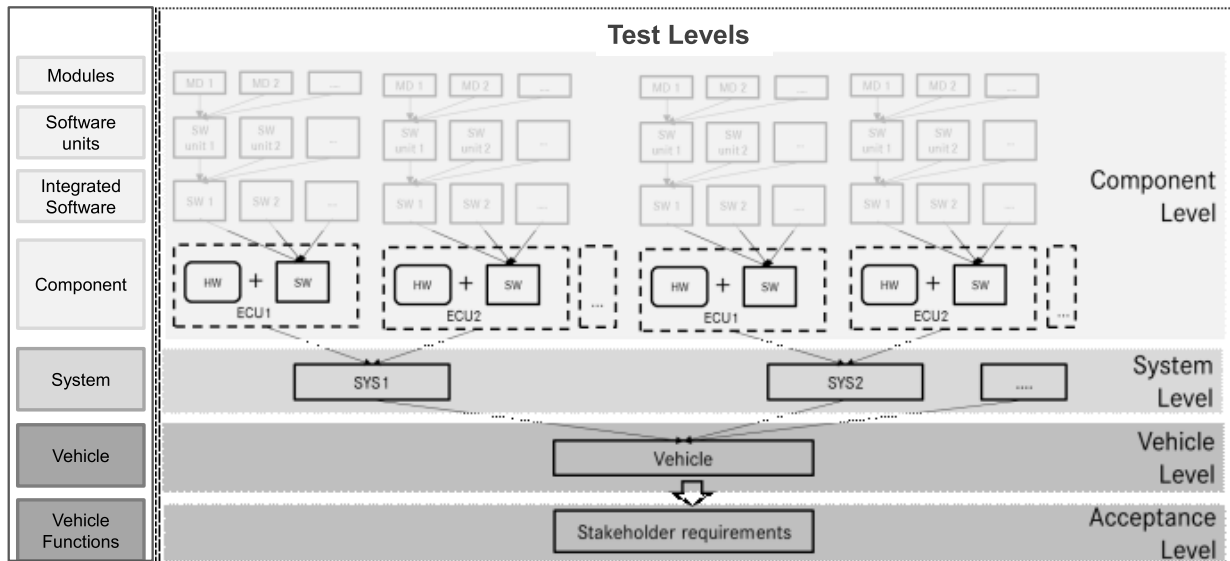 Test Levels
Modules
MD 1 MD 2 .... MD 1 MD 2 ... MD 1 MD 2 .... MD 1 MD 2 ...
Software
units
SW
unit 1
SW
unit 2
...
SW
unit 1
SW
unit 2
..
SW
unit 1
SW
unit 2
...
SW
unit 1
SW
unit 2
..
Integrated
Software
SW 1 SW 2 ... SW 1 SW 2 ... SW 1 SW 2 ... SW 1 SW 2 ...
Component
Level
Component
HW + SW
ECU1
HW + SW
ECU2
...
HW + SW
ECU1
HW + SW
ECU2
...
System
SYS1 SYS2 ....
System
Level
Vehicle
Vehicle
Vehicle
Level
Vehicle
Functions
Stakeholder requirements
Acceptance
Level